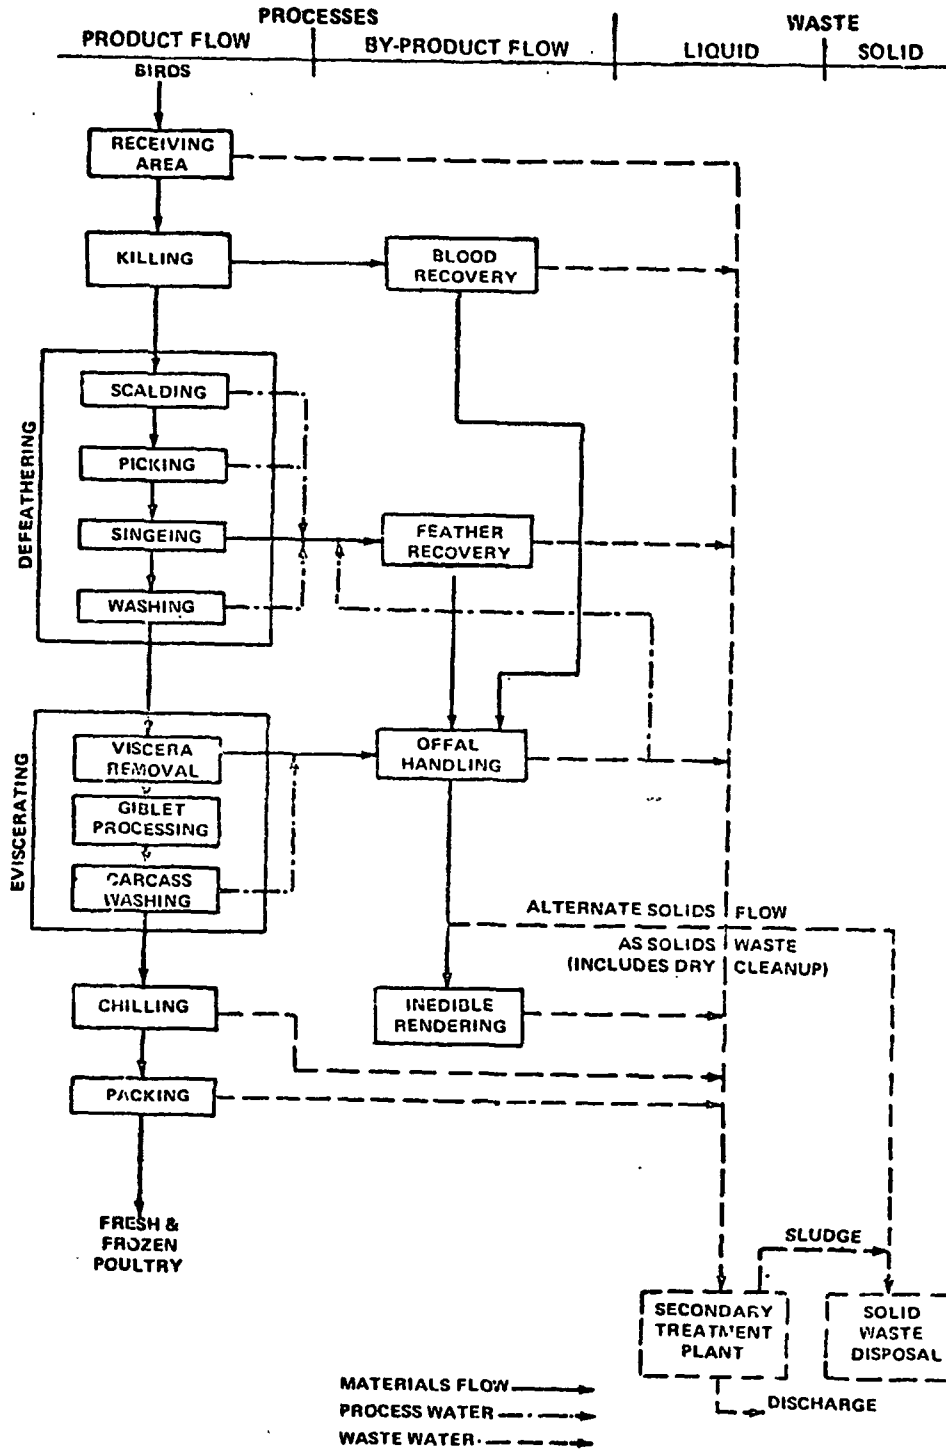 PROCESSES
WASTE
PRODUCT FLOW
BY-PRODUCT FLOW
LIQUID
SOLID
BIRDS
RECEIVING
AREA
KILLING
BLOOD
RECOVERY
DEFEATHERING
SCALDING
PICKING
SINGEING
WASHING
FEATHER
RECOVERY
EVISCERATING
VISCERA
REMOVAL
GIBLET
PROCESSING
CARCASS
WASHING
OFFAL
HANDLING
ALTERNATE SOLIDS FLOW
AS SOLIDS WASTE
(INCLUDES DRY CLEANUP)
CHILLING
INEDIBLE
RENDERING
PACKING
FRESH &
FROZEN
POULTRY
SLUDGE
SECONDARY
TREATMENT
PLANT
SOLID
WASTE
DISPOSAL
DISCHARGE
MATERIALS FLOW
PROCESS WATER
WASTE WATER